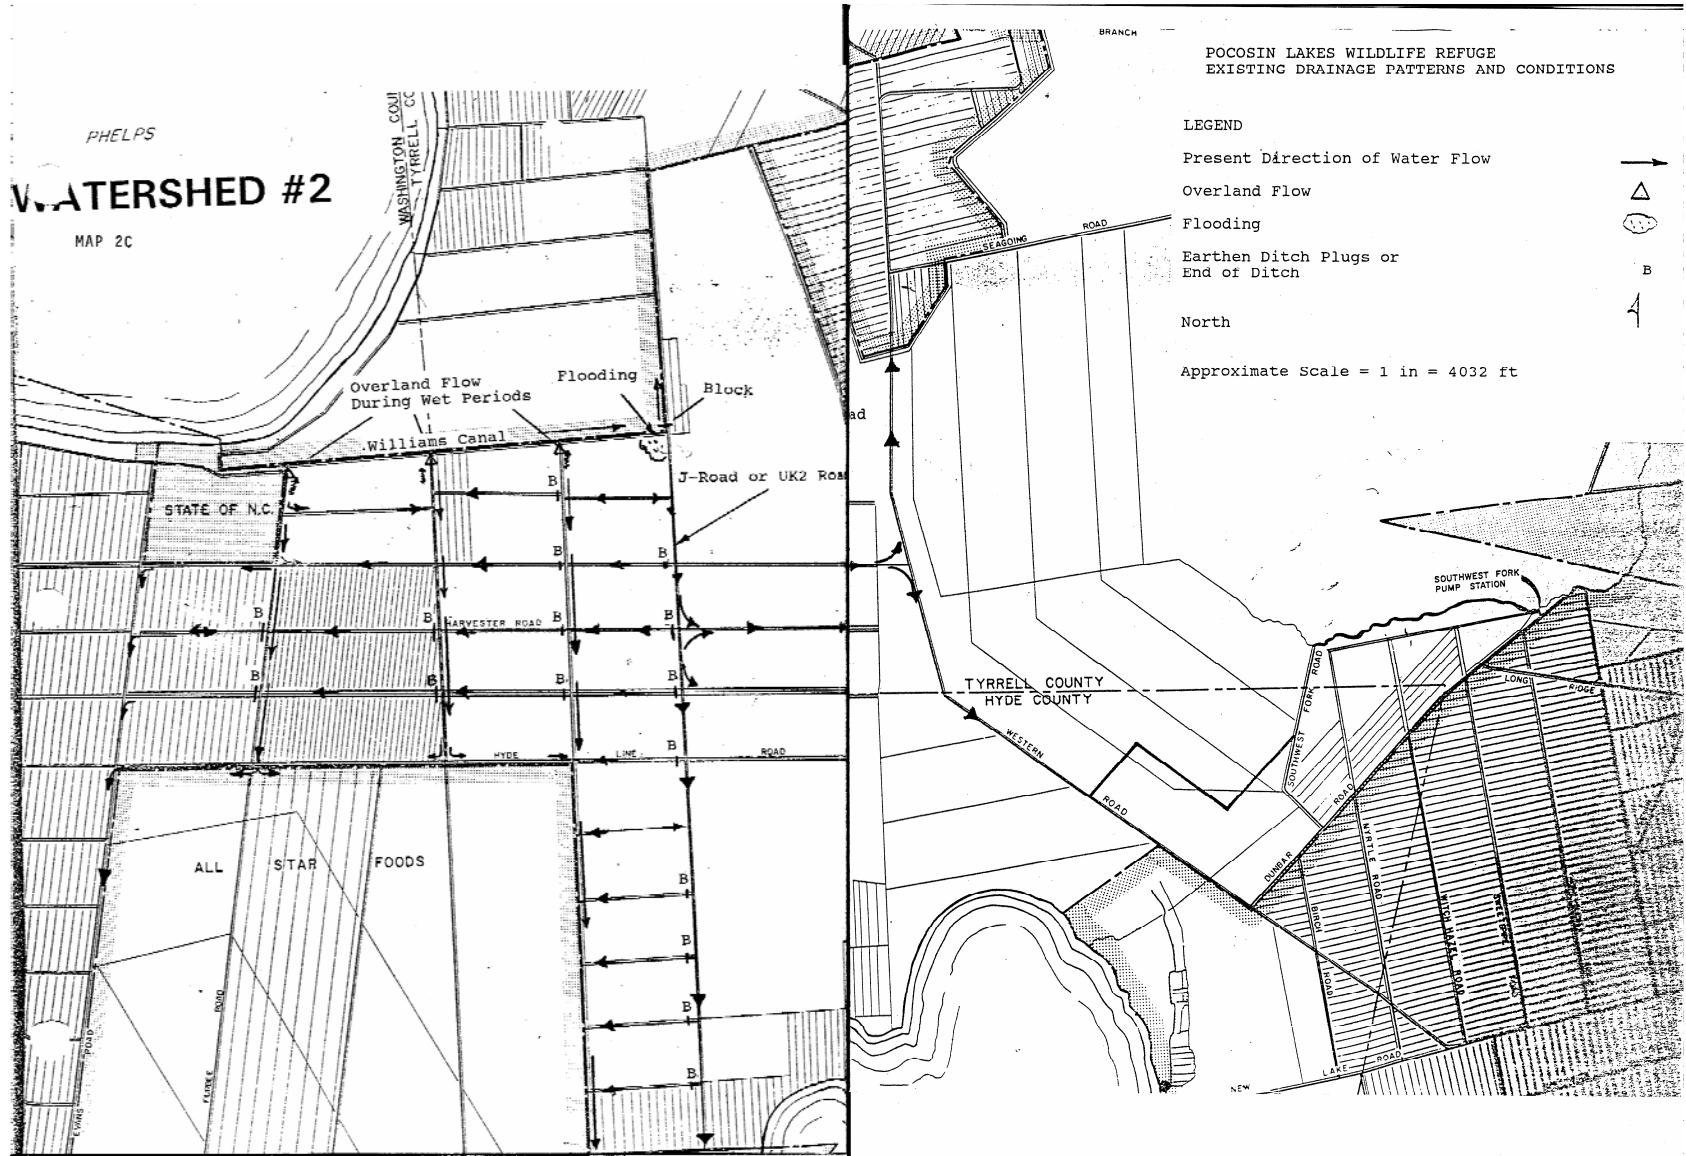 PHELPS
WATERSHED #2
MAP 2C
WASHINGTON COU
TYRRELL CO
Overland Flow
During Wet Periods
Flooding
Block
Williams Canal
J-Road or UK2 Road
STATE OF N.C.
B
B
B
B
B
B
B
B
HARVESTER ROAD
B
B
B
B
HYDE LINE ROAD
B
ALL STAR FOODS
B
B
B
B
EVANS ROAD
ROAD
BRANCH
POCOSIN LAKES WILDLIFE REFUGE
EXISTING DRAINAGE PATTERNS AND CONDITIONS
LEGEND
Present Direction of Water Flow
Overland Flow
Flooding
Earthen Ditch Plugs or
End of Ditch B
North
Approximate Scale = 1 in = 4032 ft
SEAGOING ROAD
ad
SOUTHWEST FORK
PUMP STATION
TYRRELL COUNTY
HYDE COUNTY
SOUTHWEST FORK ROAD
LONG RIDGE
WESTERN ROAD
DUNBAR ROAD
MYRTLE ROAD
BIRCH ROAD
WITCH HAZEL ROAD
NEW LAKE ROAD